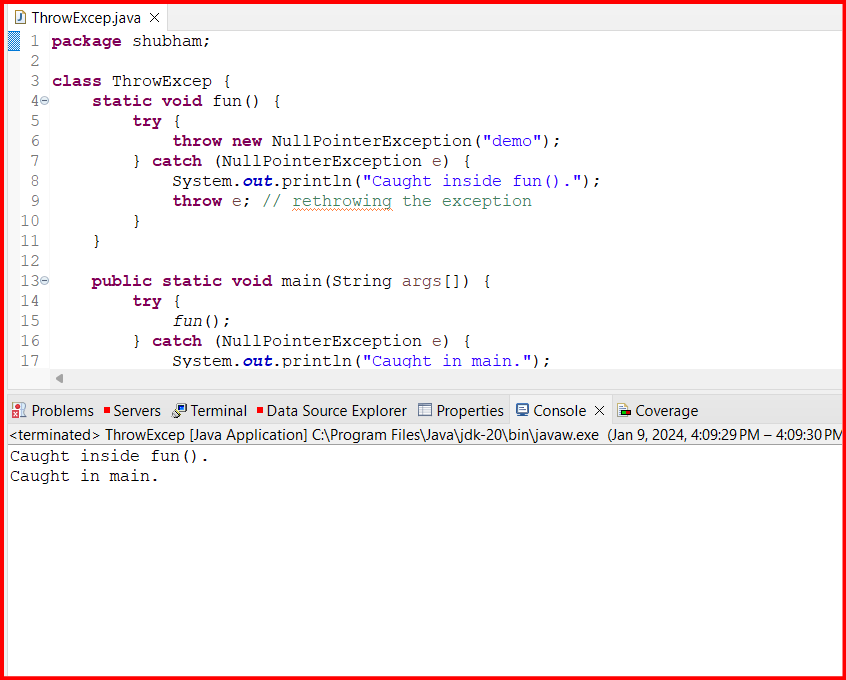 ThrowExcep.java
1 package shubham;
2
3 class ThrowExcep {
4 static void fun() {
5 try {
6 throw new NullPointerException("demo");
7 } catch (NullPointerException e) {
8 System.out.println("Caught inside fun().");
9 throw e; // rethrowing the exception
10 }
11 }
12
13 public static void main(String args[]) {
14 try {
15 fun();
16 } catch (NullPointerException e) {
17 System.out.println("Caught in main.");
Problems Servers Terminal Data Source Explorer Properties Console Coverage
<terminated> ThrowExcep [Java Application] C:\Program Files\Java\jdk-20\bin\javaw.exe (Jan 9, 2024, 4:09:29 PM – 4:09:30 PM
Caught inside fun().
Caught in main.